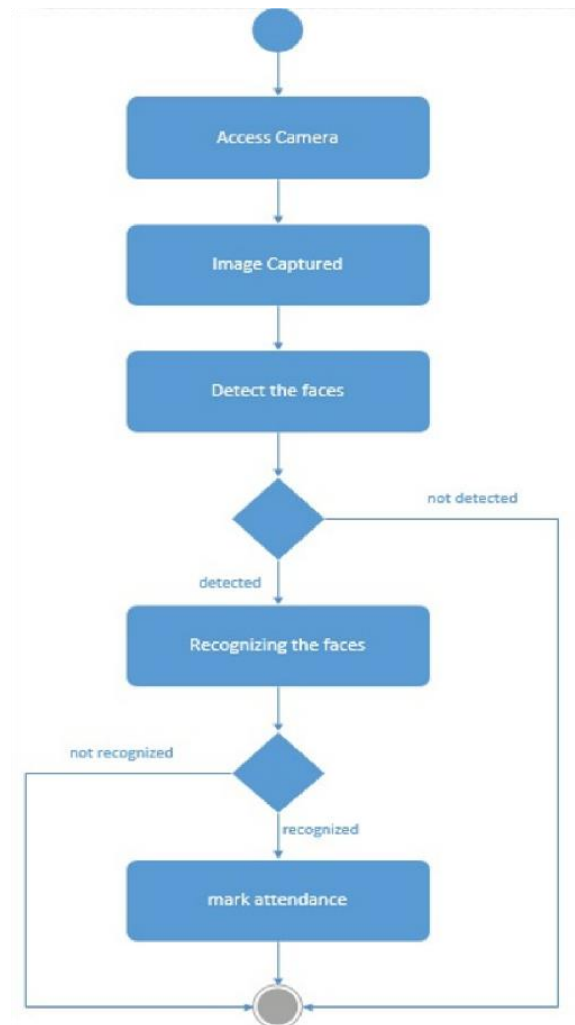 Access Camera
Image Captured
Detect the faces
not detected
detected
Recognizing the faces
not recognized
recognized
mark attendance